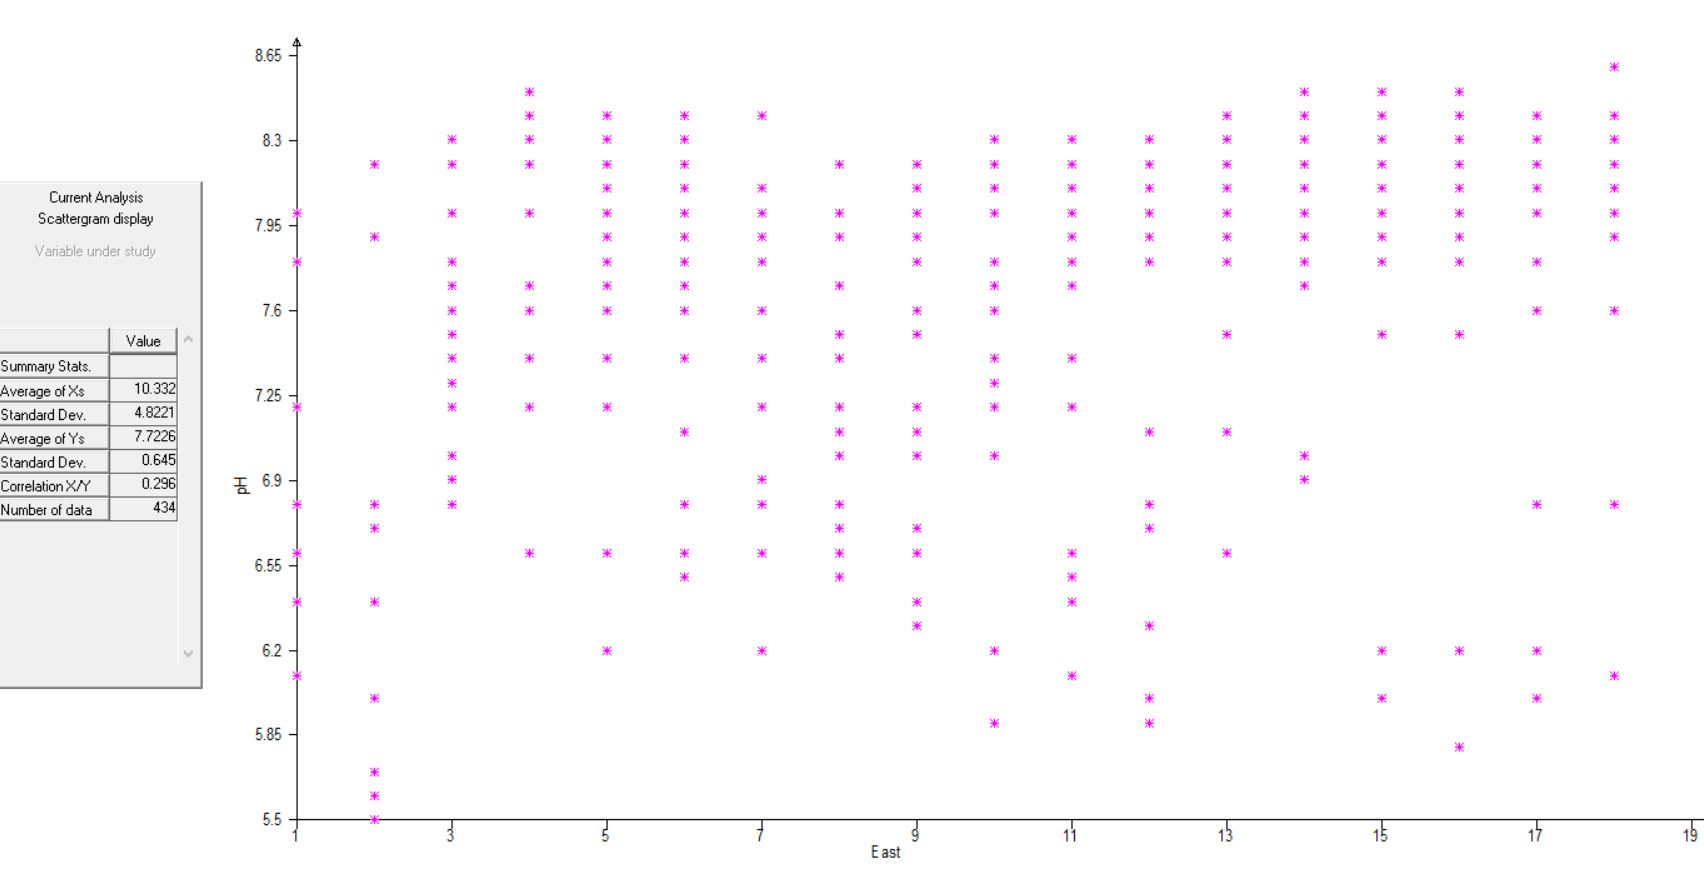 Current Analysis
Scattergram display
Variable under study
Value
Summary Stats.
Average of Xs 10.332
Standard Dev. 4.8221
Average of Ys 7.7226
Standard Dev. 0.645
Correlation X/Y 0.296
Number of data 434
8.65
8.3
7.95
7.6
7.25
6.9
6.55
6.2
5.85
5.5
pH
1 3 5 7 9 11 13 15 17 19
East